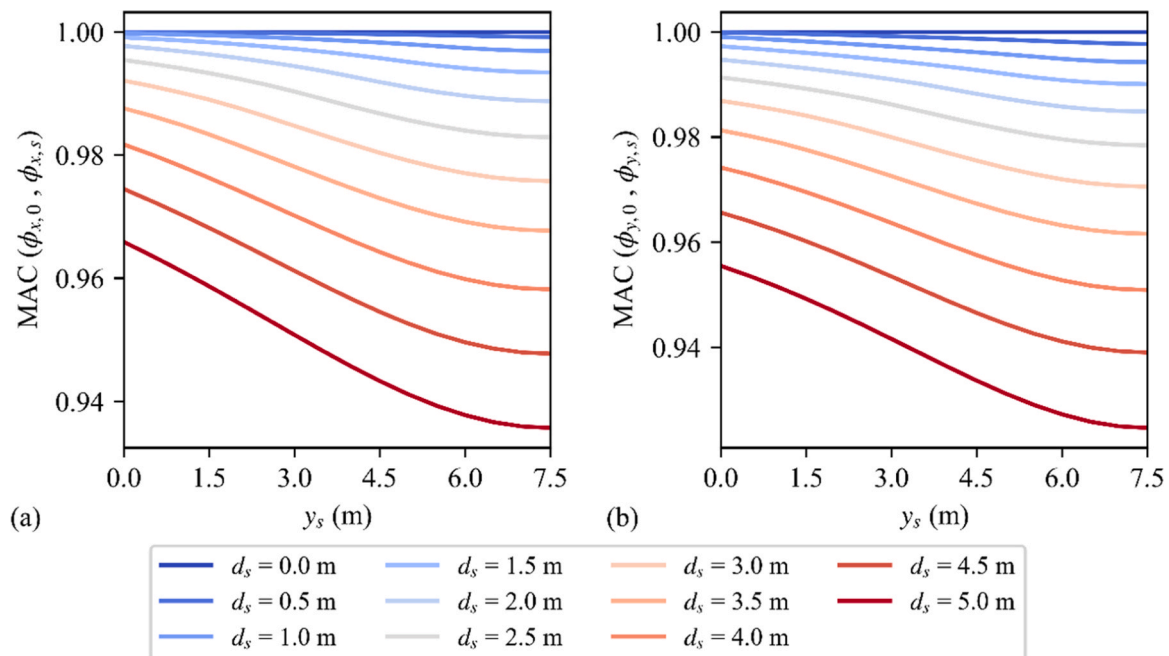 1.00
0.98
0.96
0.94
MAC (ϕx,0 , ϕx,s)
0.0 1.5 3.0 4.5 6.0 7.5
(a)
ys (m)
1.00
0.98
0.96
0.94
MAC (ϕy,0 , ϕy,s)
0.0 1.5 3.0 4.5 6.0 7.5
(b)
ys (m)
ds = 0.0 m
ds = 0.5 m
ds = 1.0 m
ds = 1.5 m
ds = 2.0 m
ds = 2.5 m
ds = 3.0 m
ds = 3.5 m
ds = 4.0 m
ds = 4.5 m
ds = 5.0 m